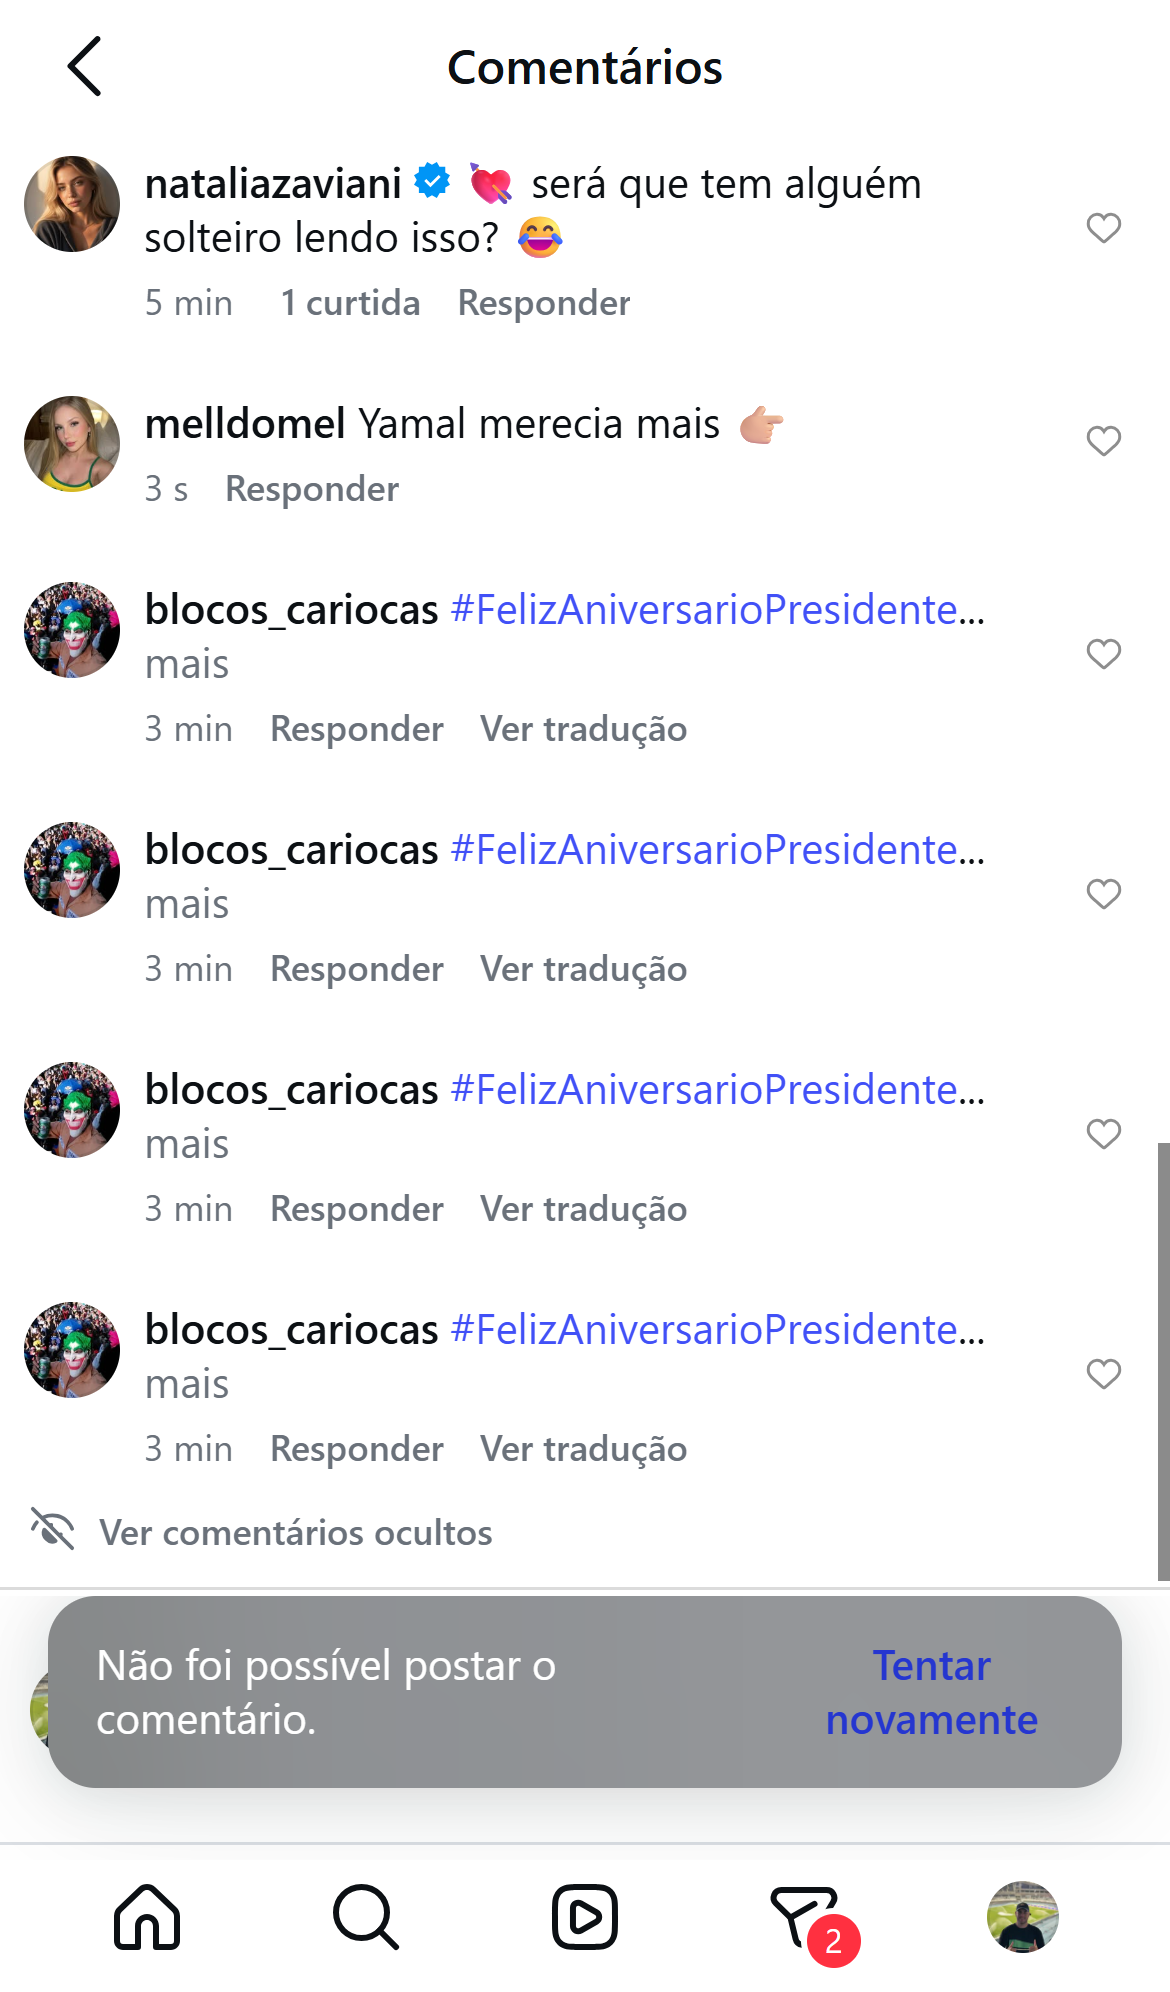 Comentários
nataliazaviani 💘 será que tem alguém
solteiro lendo isso? 😂
5 min 1 curtida Responder
melldomel Yamal merecia mais 👉🏼
3 s Responder
blocos_cariocas #FelizAniversarioPresidente...
mais
3 min Responder Ver tradução
blocos_cariocas #FelizAniversarioPresidente...
mais
3 min Responder Ver tradução
blocos_cariocas #FelizAniversarioPresidente...
mais
3 min Responder Ver tradução
blocos_cariocas #FelizAniversarioPresidente...
mais
3 min Responder Ver tradução
Ver comentários ocultos
Não foi possível postar o
comentário.
Tentar
novamente
2